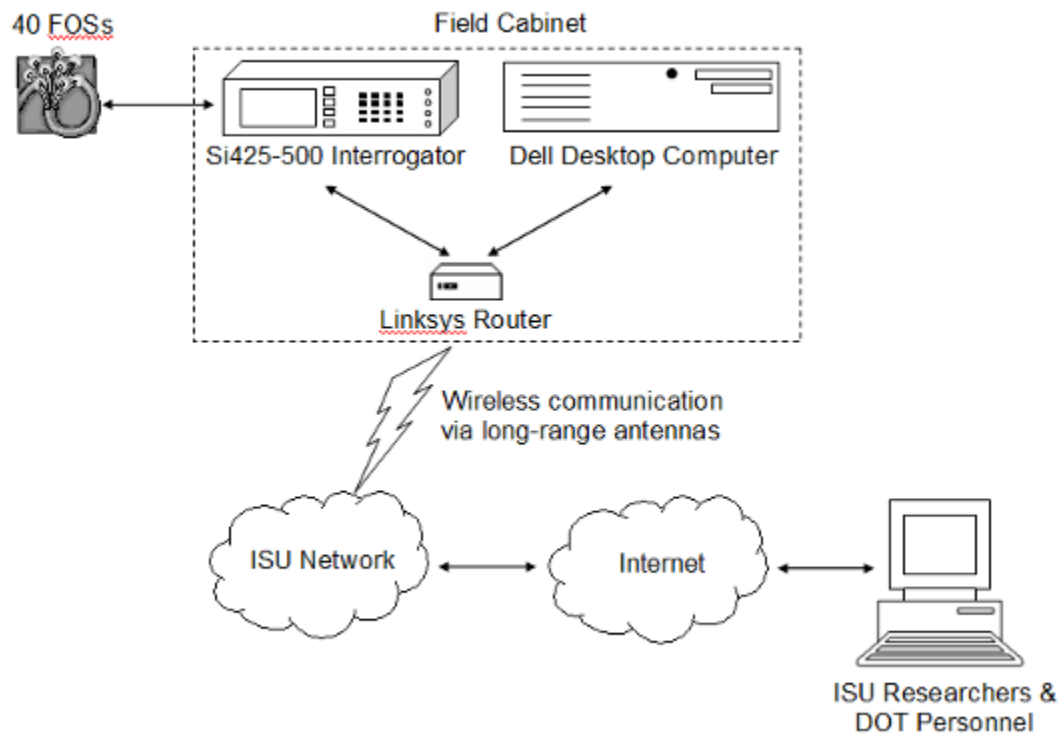 40 FOSs
Field Cabinet
Si425-500 Interrogator
Dell Desktop Computer
Linksys Router
Wireless communication
via long-range antennas
ISU Network
Internet
ISU Researchers &
DOT Personnel